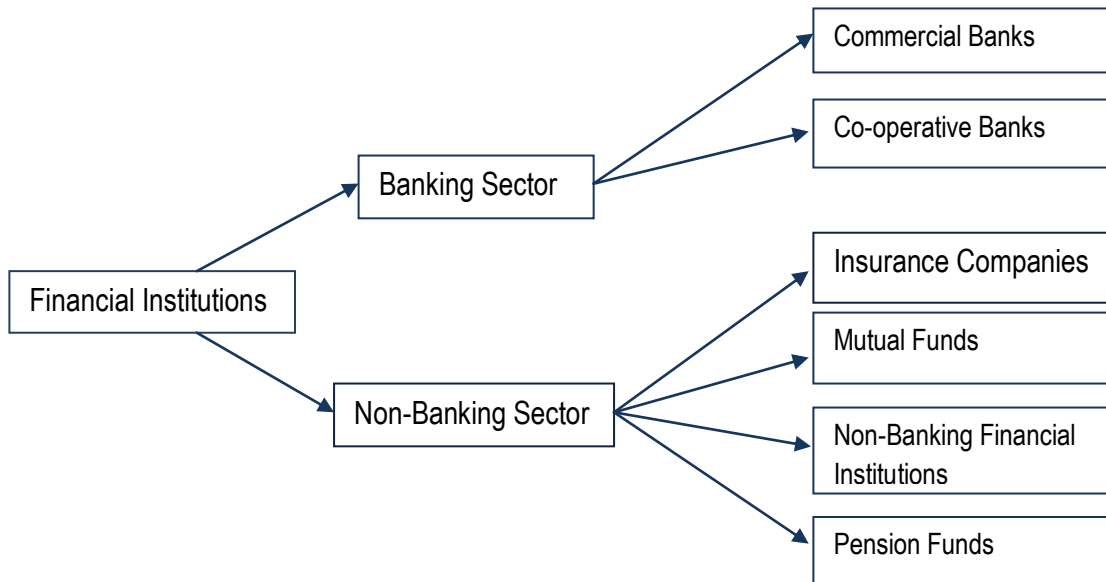 Commercial Banks
Co-operative Banks
Banking Sector
Financial Institutions
Insurance Companies
Mutual Funds
Non-Banking Sector
Non-Banking Financial
Institutions
Pension Funds